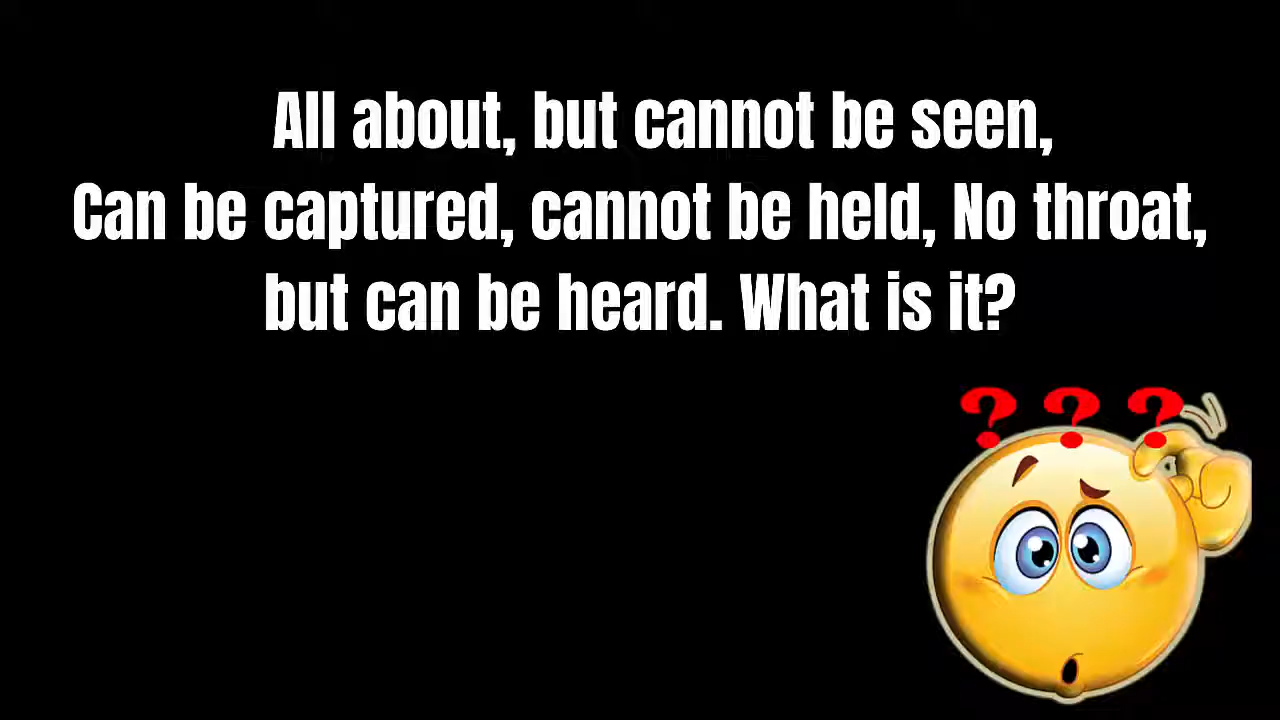 All about, but cannot be seen,
Can be captured, cannot be held, No throat,
but can be heard. What is it?
? ? ?